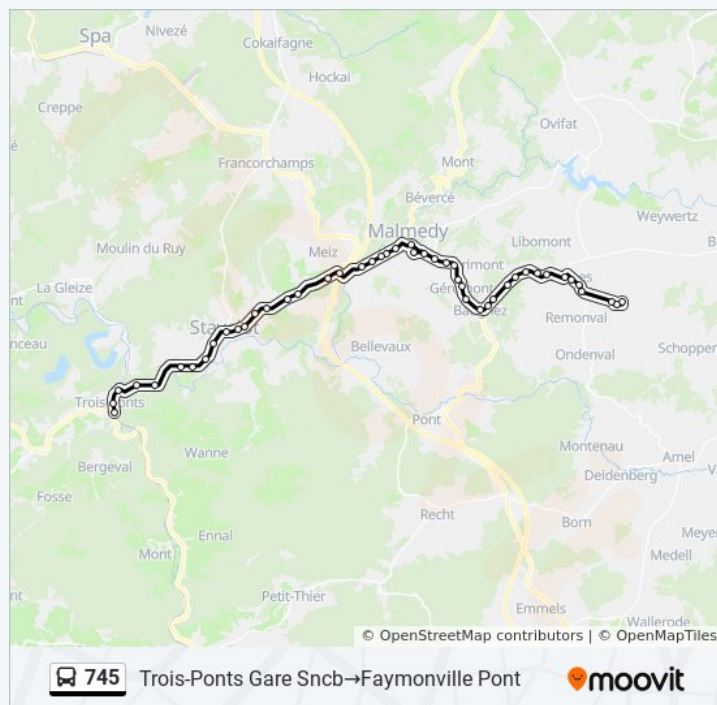 Spa
Nivezé
Cokaifagne
Hockai
Creppe
Ovifat
Francorchamps
Mont
Bévercé
Weywertz
Malmedy
Moulin du Ruy
Meiz
Libomont
La Gleize
Remonval
Bellevaux
Schoppen
Ondenval
Trois-Ponts
Pont
Wanne
Bergeval
Montenau
Amel
Deidenberg
Fosse
Recht
Born
Ennal
Mont
Medell
Petit-Thier
Emmels
Wallerode
© OpenStreetMap contributors | © OpenMapTiles
745 Trois-Ponts Gare Sncb→Faymonville Pont
moovit